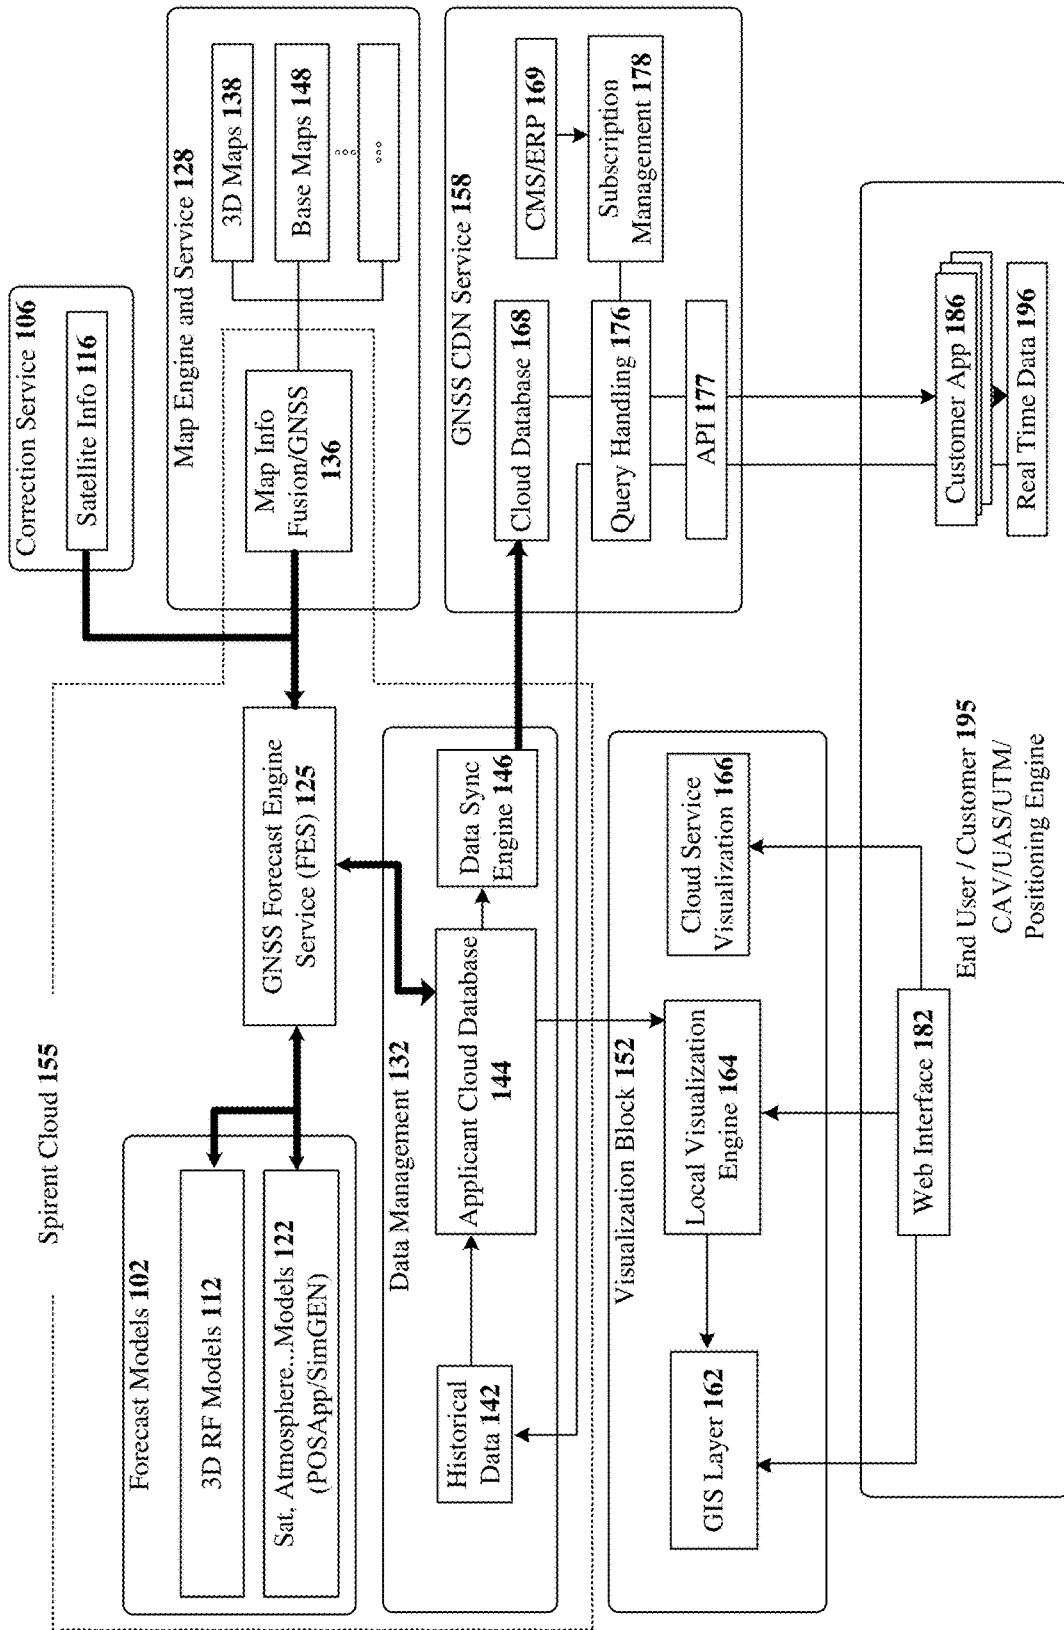 Spirent Cloud 155
Forecast Models 102
3D RF Models 112
Sat, Atmosphere...Models 122
(POSApp/SimGEN)
GNSS Forecast Engine
Service (FES) 125
Correction Service 106
Satellite Info 116
Map Engine and Service 128
Map Info
Fusion/GNSS
136
3D Maps 138
Base Maps 148
...
Data Management 132
Historical
Data 142
Applicant Cloud Database
144
Data Sync
Engine 146
GNSS CDN Service 158
Cloud Database 168
CMS/ERP 169
Query Handling 176
Subscription
Management 178
API 177
Visualization Block 152
GIS Layer 162
Local Visualization
Engine 164
Cloud Service
Visualization 166
Web Interface 182
End User / Customer 195
CAV/UAS/UTM/
Positioning Engine
Customer App 186
Real Time Data 196